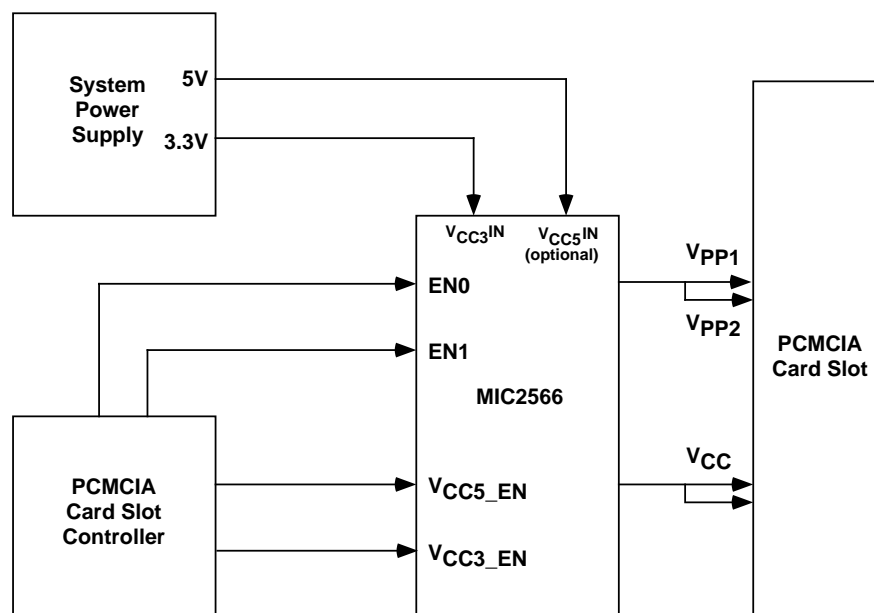 System
Power
Supply
5V
3.3V
VCC3IN
VCC5IN
(optional)
EN0
EN1
MIC2566
VCC5_EN
VCC3_EN
VPP1
VPP2
VCC
PCMCIA
Card Slot
PCMCIA
Card Slot
Controller